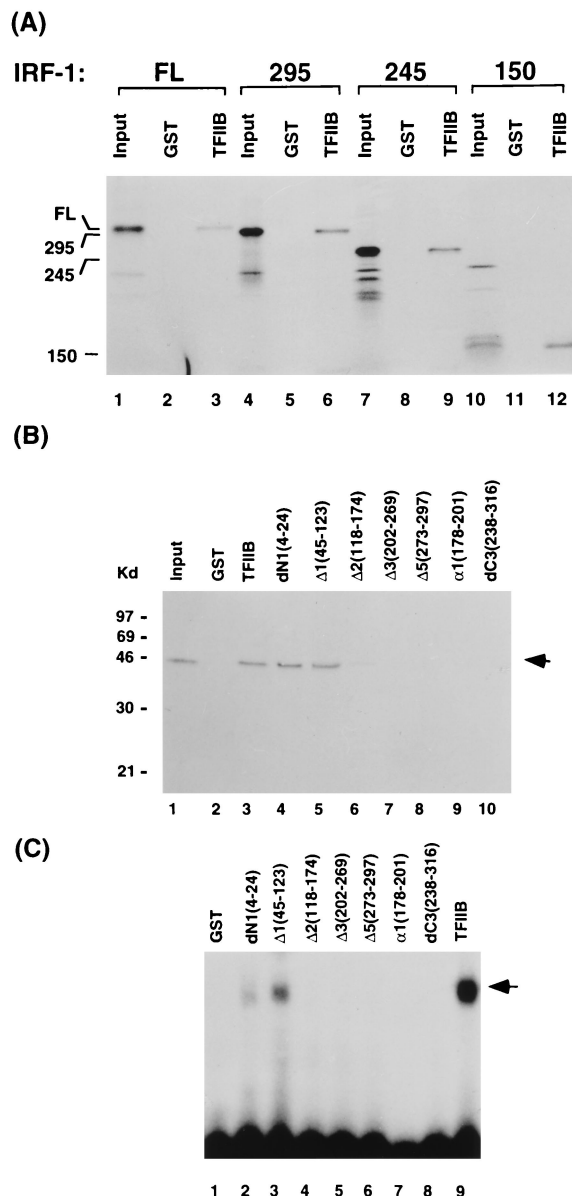 (A)
IRF-1: FL 295 245 150
Input GST TFIIB Input GST TFIIB Input GST TFIIB Input GST TFIIB
FL
295
245
150
1 2 3 4 5 6 7 8 9 10 11 12
(B)
Kd Input GST TFIIB dN1(4-24) Δ1(45-123) Δ2(118-174) Δ3(202-269) Δ5(273-297) α1(178-201) dC3(238-316)
97 -
69 -
46 -
30 -
21 -
1 2 3 4 5 6 7 8 9 10
(C)
GST dN1(4-24) Δ1(45-123) Δ2(118-174) Δ3(202-269) Δ5(273-297) α1(178-201) dC3(238-316) TFIIB
1 2 3 4 5 6 7 8 9